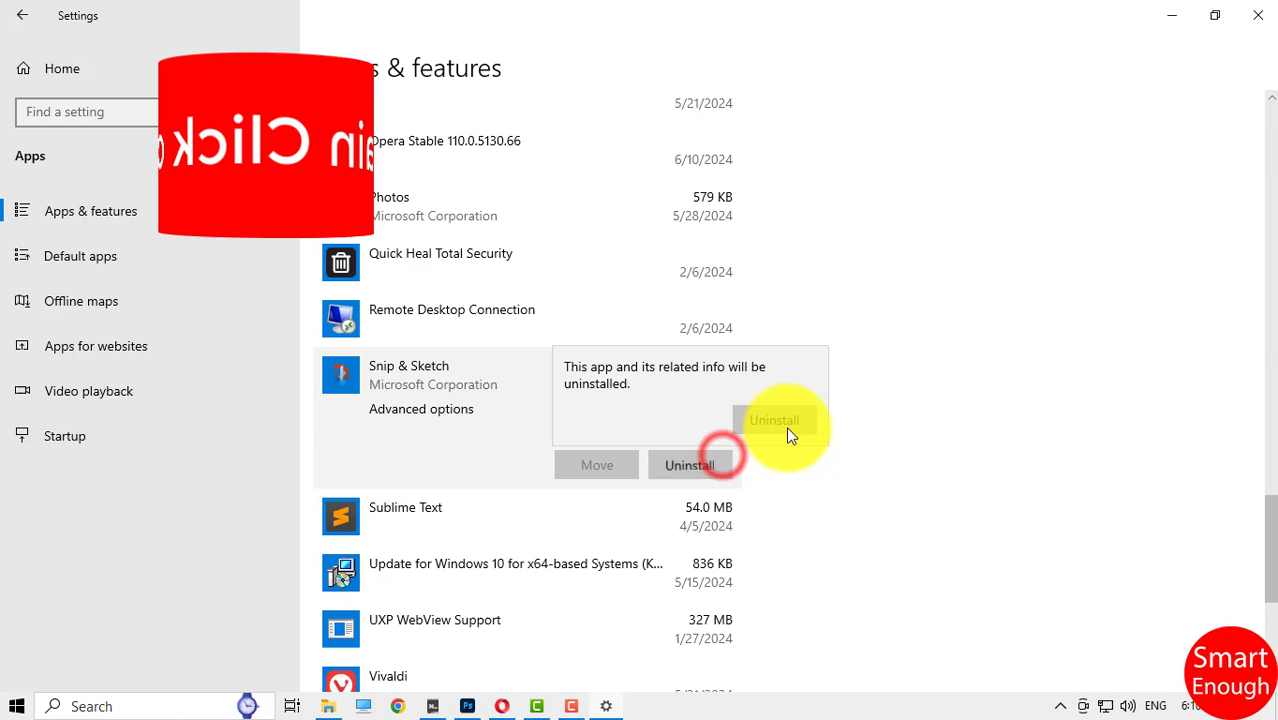 Settings
Home
Find a setting
Apps
Apps & features
Default apps
Offline maps
Apps for websites
Video playback
Startup
Click
& features
5/21/2024
Opera Stable 110.0.5130.66
6/10/2024
Photos
579 KB
Microsoft Corporation
5/28/2024
Quick Heal Total Security
2/6/2024
Remote Desktop Connection
2/6/2024
Snip & Sketch
Microsoft Corporation
Advanced options
This app and its related info will be
uninstalled.
Uninstall
Move
Uninstall
Sublime Text
54.0 MB
4/5/2024
Update for Windows 10 for x64-based Systems (K...
836 KB
5/15/2024
UXP WebView Support
327 MB
1/27/2024
Vivaldi
Smart
Enough
Search
ENG